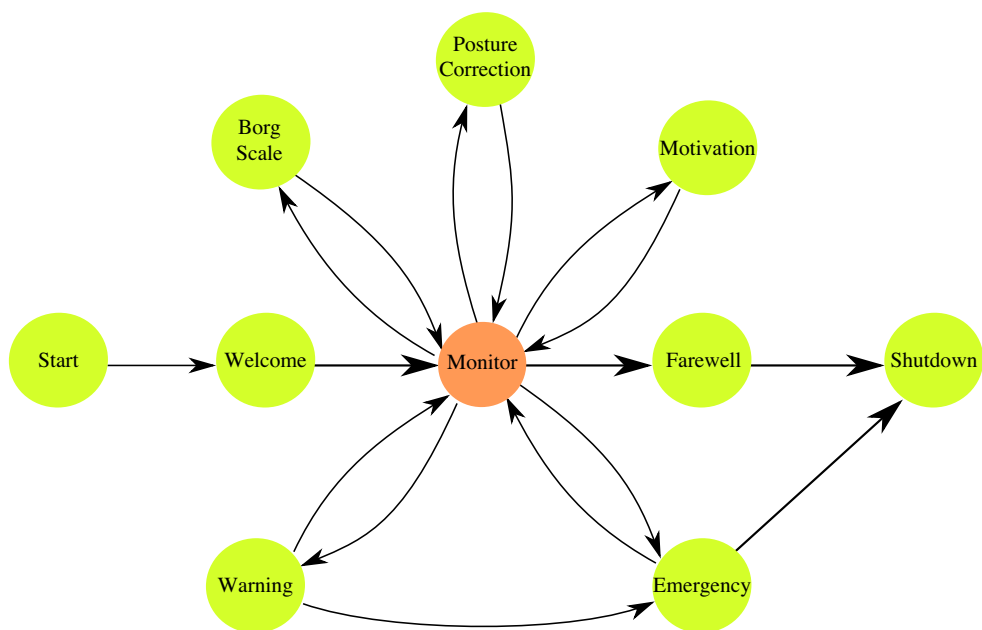 Posture
Correction
Borg
Scale
Motivation
Start
Welcome
Monitor
Farewell
Shutdown
Warning
Emergency